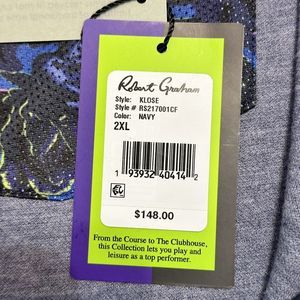 Robert Graham
Style: KLOSE
Style # RS217001CF
Color: NAVY
2XL
1 93932 40414 2
$148.00
From the Course to The Clubhouse,
this Collection lets you play and
leisure as a top performer.